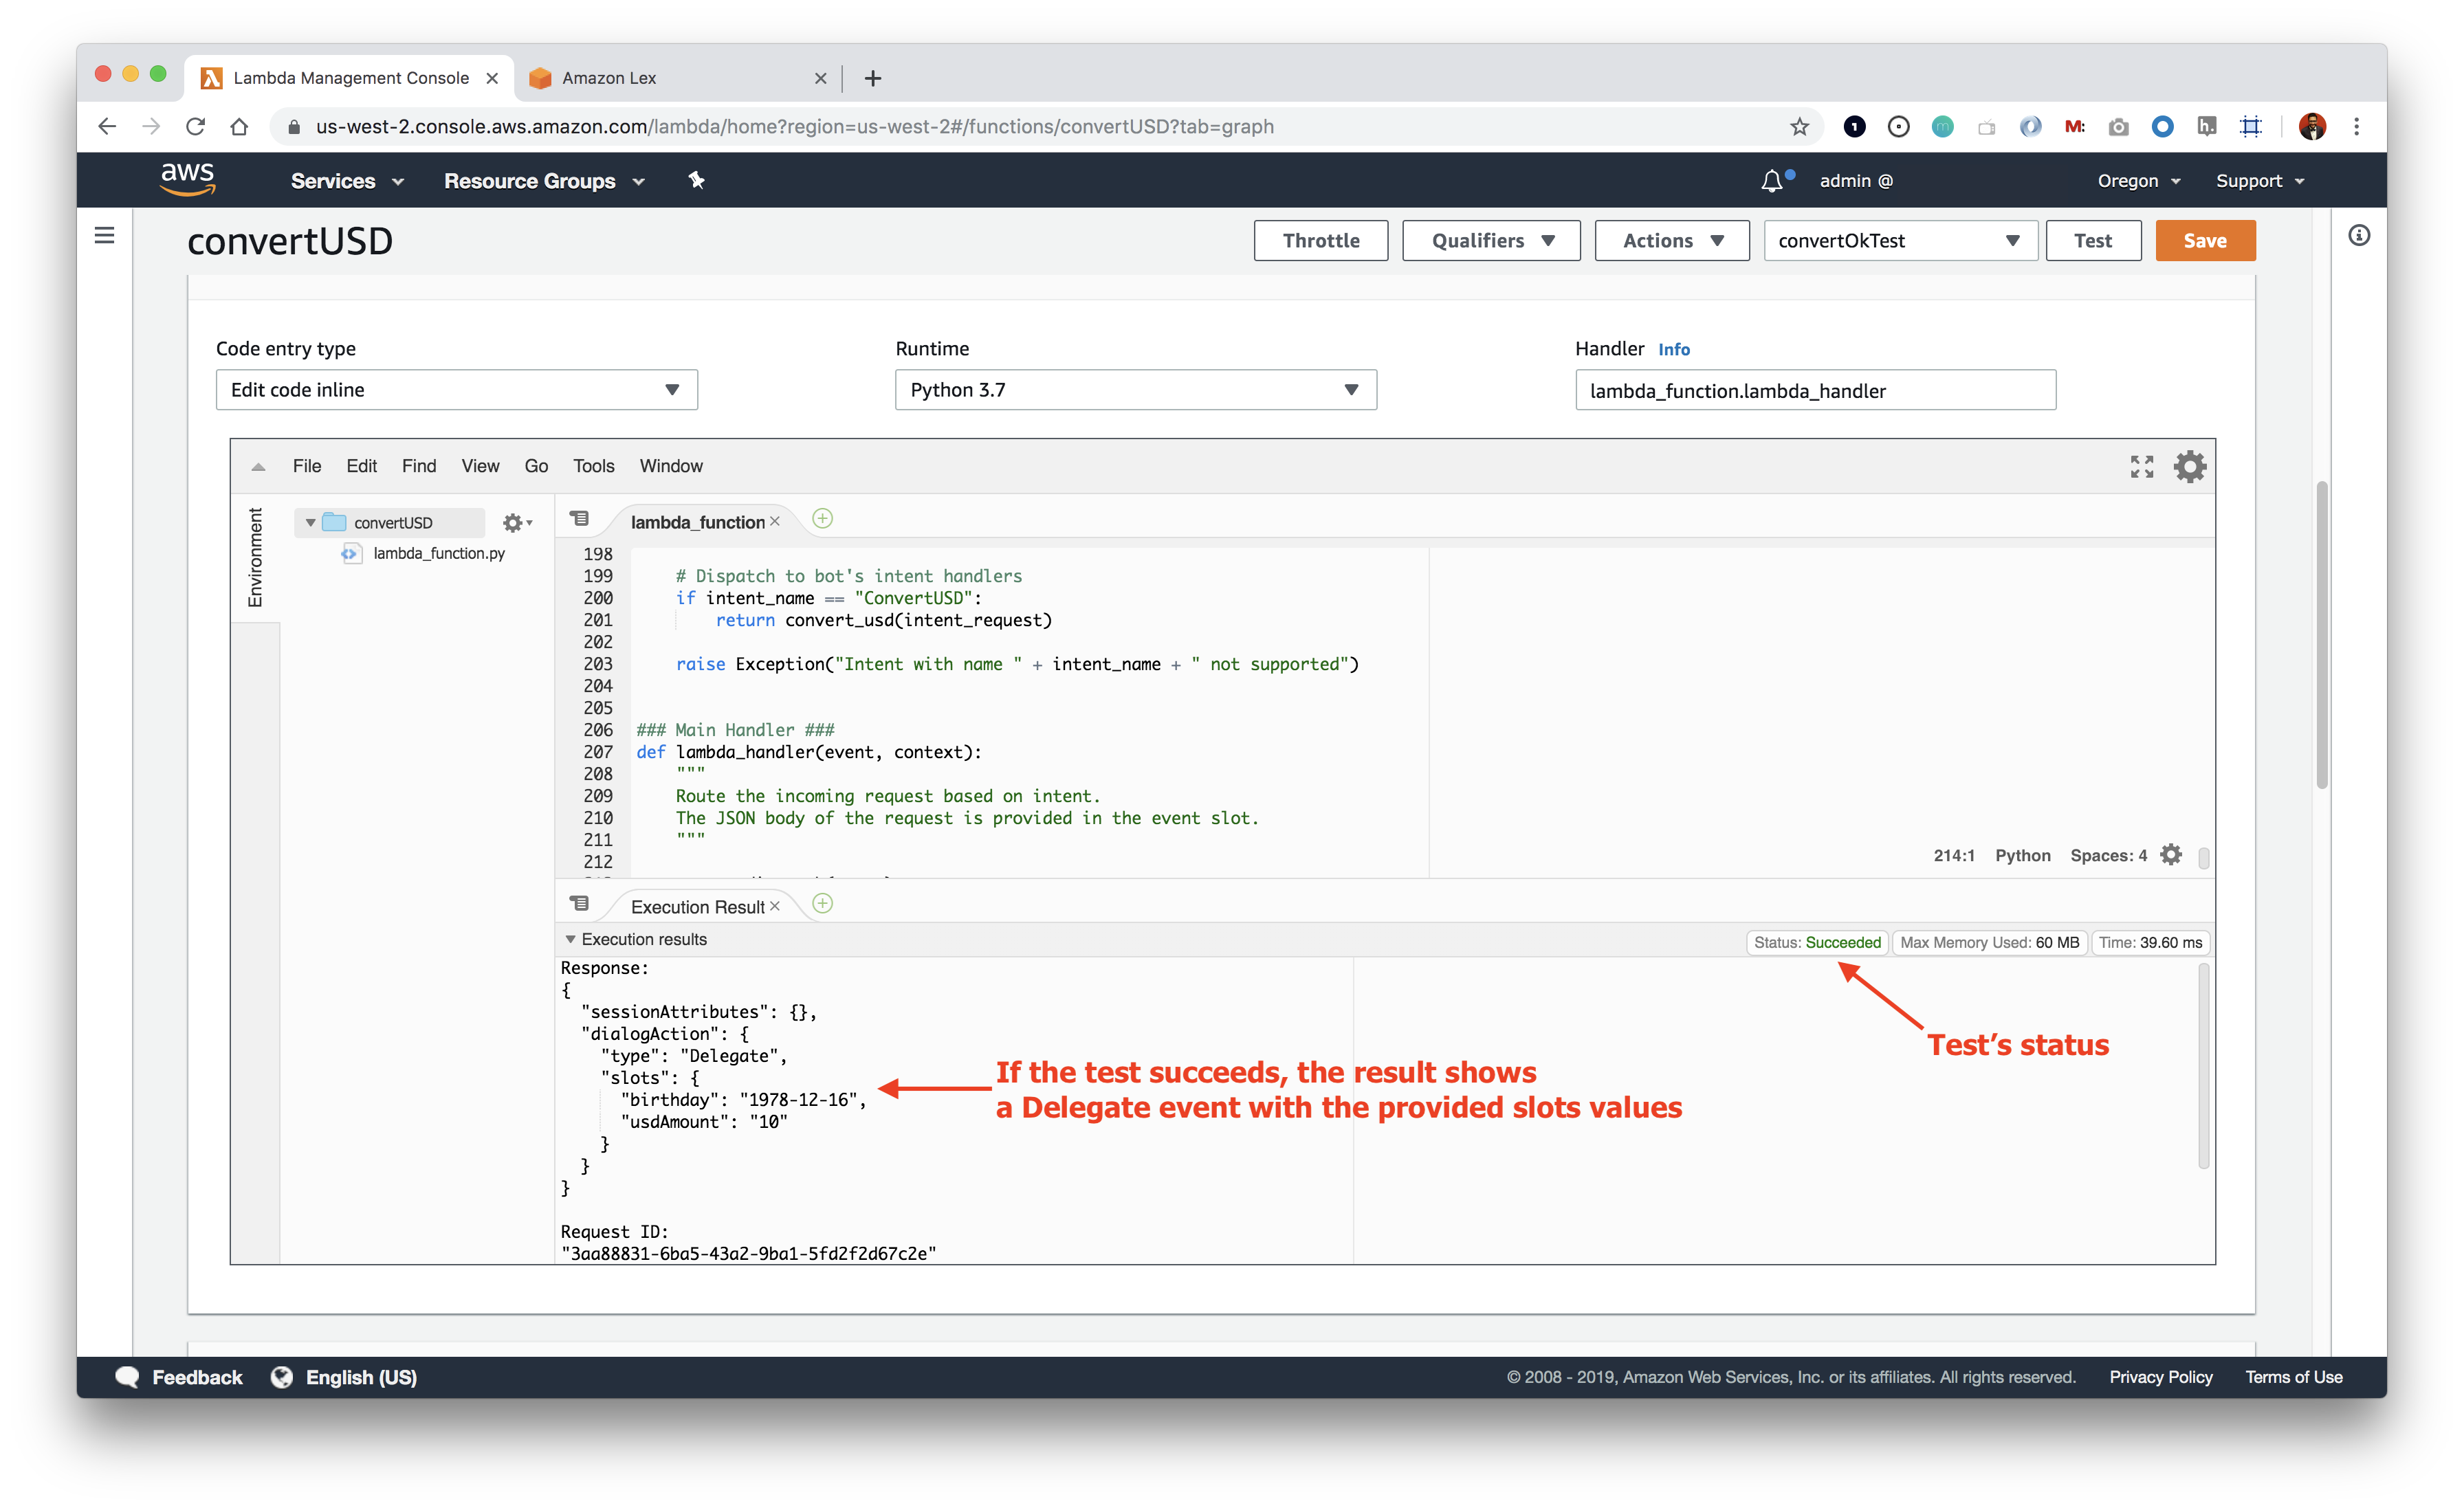 Lambda Management Console
Amazon Lex
us-west-2.console.aws.amazon.com/lambda/home?region=us-west-2#/functions/convertUSD?tab=graph
aws
Services
Resource Groups
admin @
Oregon
Support
convertUSD
Throttle
Qualifiers
Actions
convertOkTest
Test
Save
Code entry type
Runtime
Handler Info
Edit code inline
Python 3.7
lambda_function.lambda_handler
File Edit Find View Go Tools Window
Environment
convertUSD
lambda_function.py
lambda_function
198
199     # Dispatch to bot's intent handlers
200     if intent_name == "ConvertUSD":
201         return convert_usd(intent_request)
202
203     raise Exception("Intent with name " + intent_name + " not supported")
204
205
206 ### Main Handler ###
207 def lambda_handler(event, context):
208     """
209     Route the incoming request based on intent.
210     The JSON body of the request is provided in the event slot.
211     """
212
214:1 Python Spaces: 4
Execution Result
Execution results
Status: Succeeded
Max Memory Used: 60 MB
Time: 39.60 ms
Response:
{
  "sessionAttributes": {},
  "dialogAction": {
    "type": "Delegate",
    "slots": {
      "birthday": "1978-12-16",
      "usdAmount": "10"
    }
  }
}
Request ID:
"3aa88831-6ba5-43a2-9ba1-5fd2f2d67c2e"
Test’s status
If the test succeeds, the result shows
a Delegate event with the provided slots values
Feedback
English (US)
© 2008 - 2019, Amazon Web Services, Inc. or its affiliates. All rights reserved.
Privacy Policy
Terms of Use